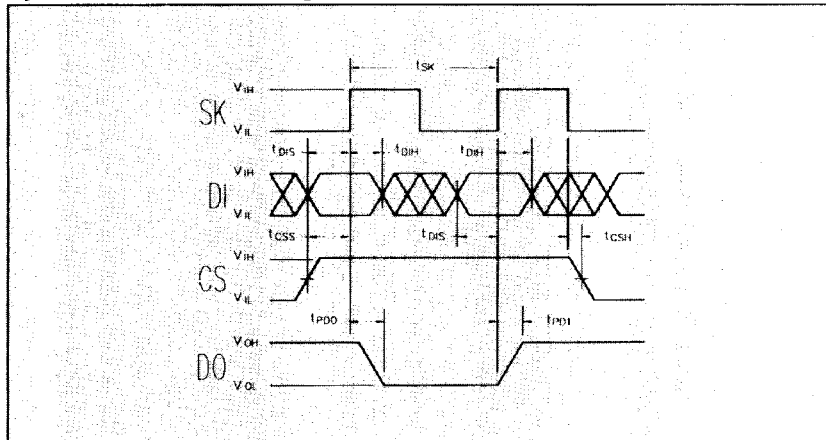 tSK
VIH
SK
VIL
tDIS
tDIH
tDIH
VIH
DI
VIL
tCSS
tDIS
tCSH
VIH
CS
VIL
tPD0
tPD1
VOH
DO
VOL